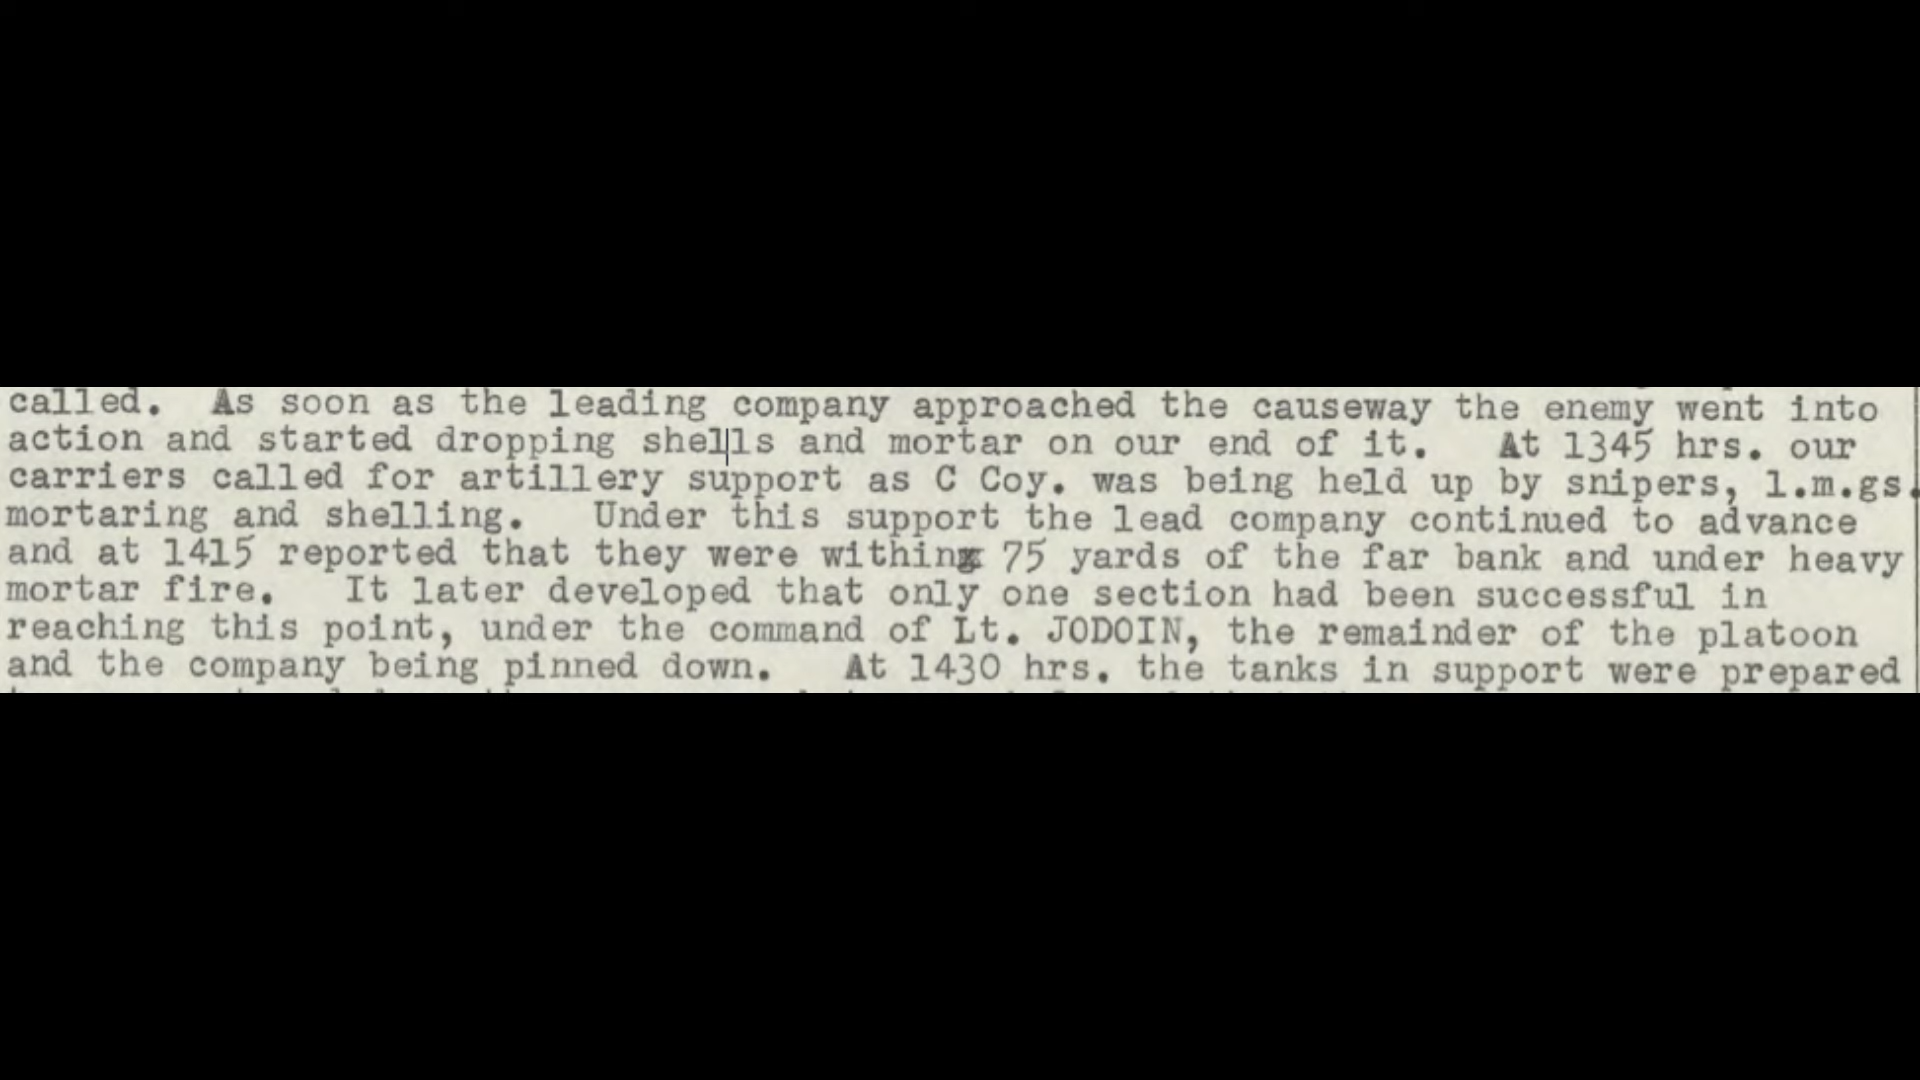 called.  As soon as the leading company approached the causeway the enemy went into
action and started dropping shells and mortar on our end of it.   At 1345 hrs. our
carriers called for artillery support as C Coy. was being held up by snipers, l.m.gs.
mortaring and shelling.   Under this support the lead company continued to advance
and at 1415 reported that they were within 75 yards of the far bank and under heavy
mortar fire.   It later developed that only one section had been successful in
reaching this point, under the command of Lt. JODOIN, the remainder of the platoon
and the company being pinned down.   At 1430 hrs. the tanks in support were prepared